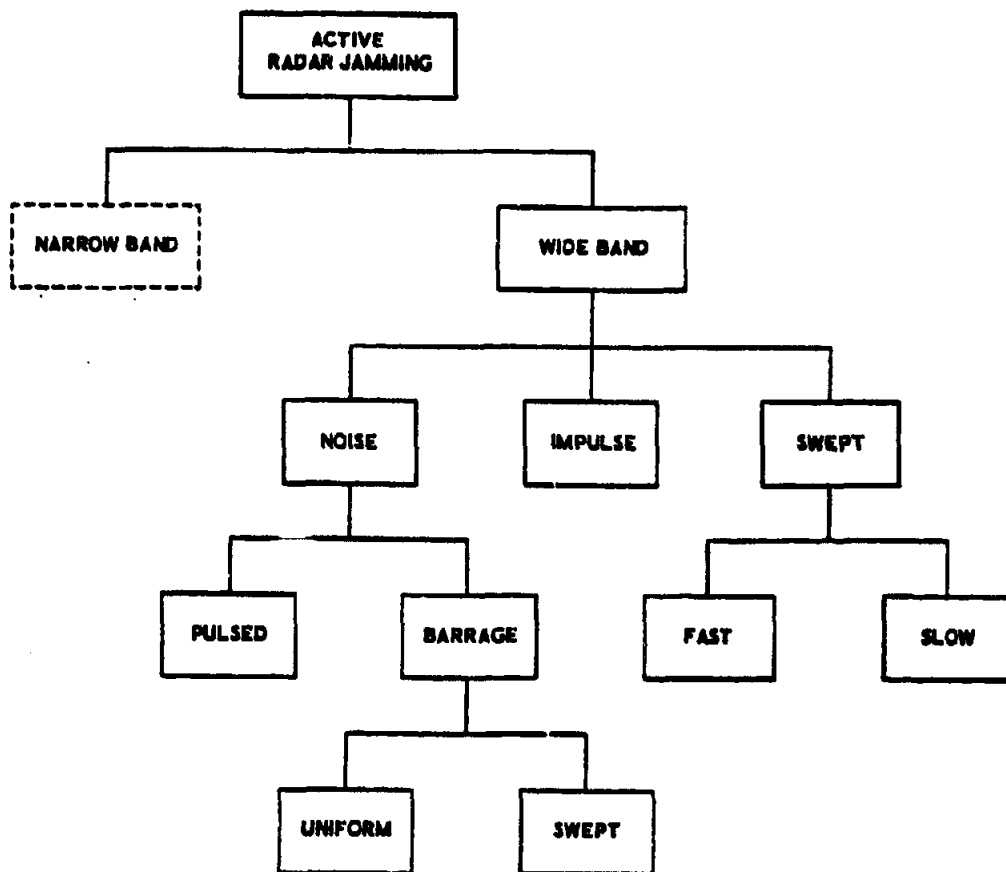 ACTIVE
RADAR JAMMING
NARROW BAND
WIDE BAND
NOISE
IMPULSE
SWEPT
PULSED
BARRAGE
FAST
SLOW
UNIFORM
SWEPT